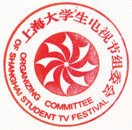 上海大学生电视节组委会
ORGANIZING COMMITTEE
OF SHANGHAI STUDENT TV FESTIVAL